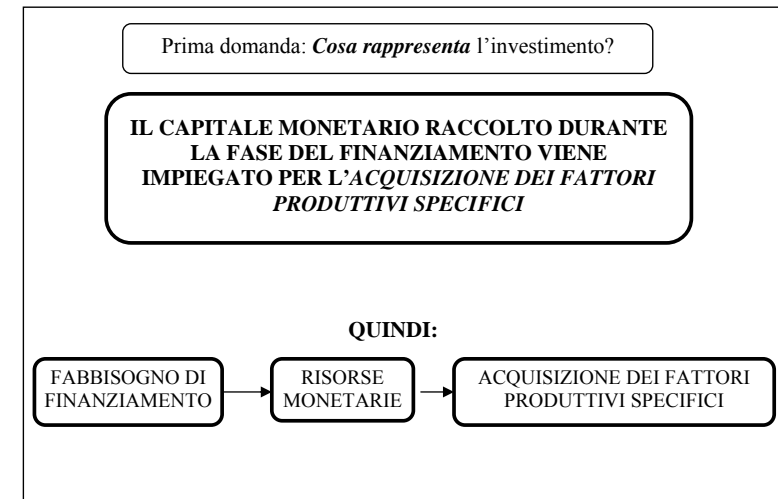 Prima domanda: Cosa rappresenta l’investimento?
IL CAPITALE MONETARIO RACCOLTO DURANTE
LA FASE DEL FINANZIAMENTO VIENE
IMPIEGATO PER L’ACQUISIZIONE DEI FATTORI
PRODUTTIVI SPECIFICI
QUINDI:
FABBISOGNO DI
FINANZIAMENTO
RISORSE
MONETARIE
ACQUISIZIONE DEI FATTORI
PRODUTTIVI SPECIFICI